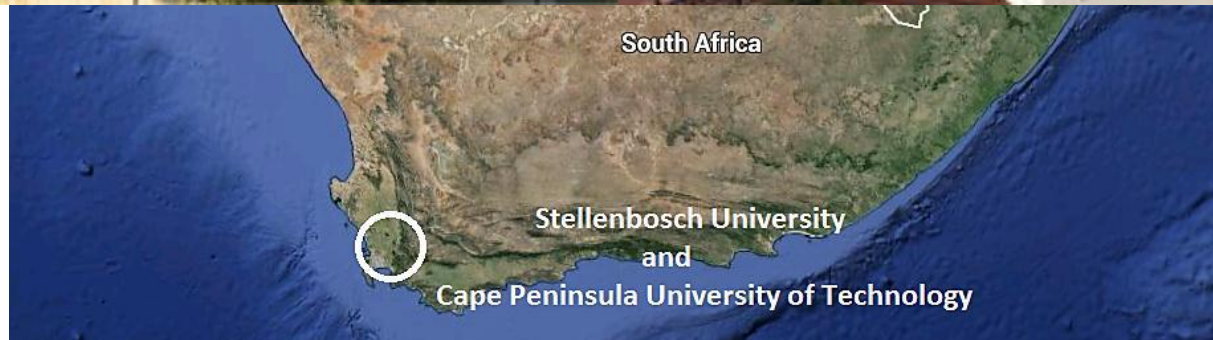 South Africa
Stellenbosch University
and
Cape Peninsula University of Technology